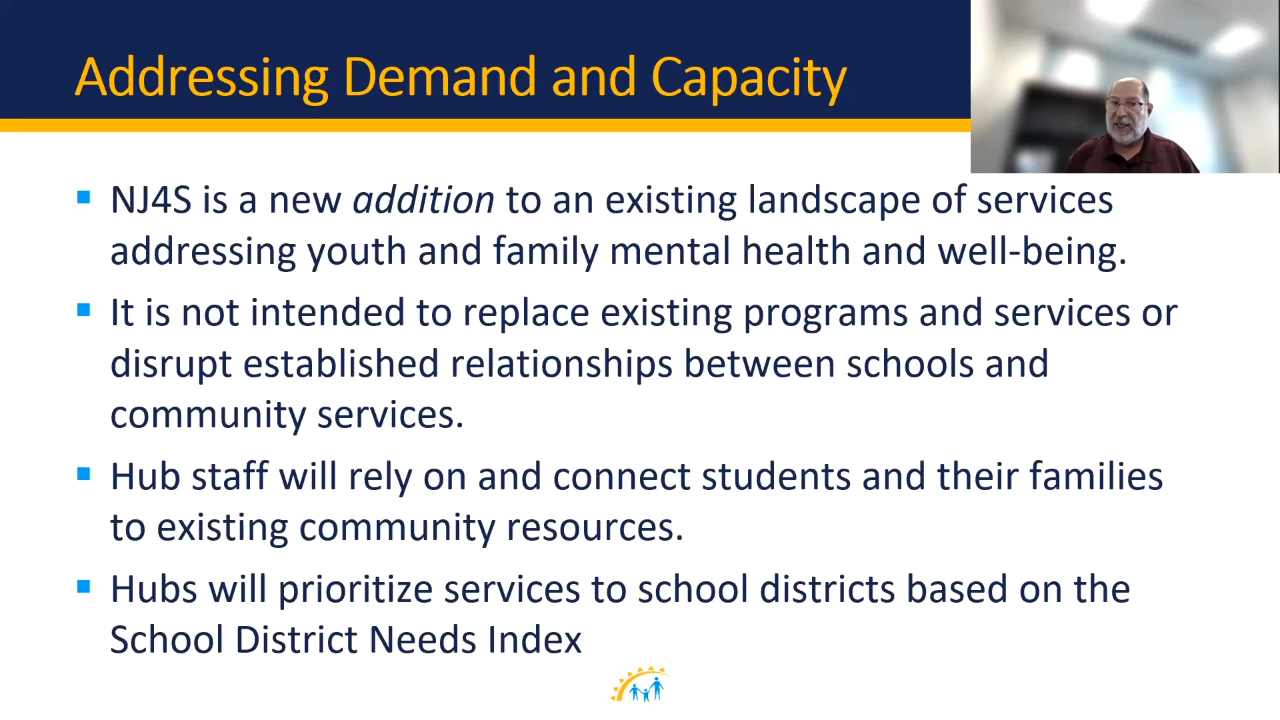 Addressing Demand and Capacity
NJ4S is a new addition to an existing landscape of services
addressing youth and family mental health and well-being.
It is not intended to replace existing programs and services or
disrupt established relationships between schools and
community services.
Hub staff will rely on and connect students and their families
to existing community resources.
Hubs will prioritize services to school districts based on the
School District Needs Index